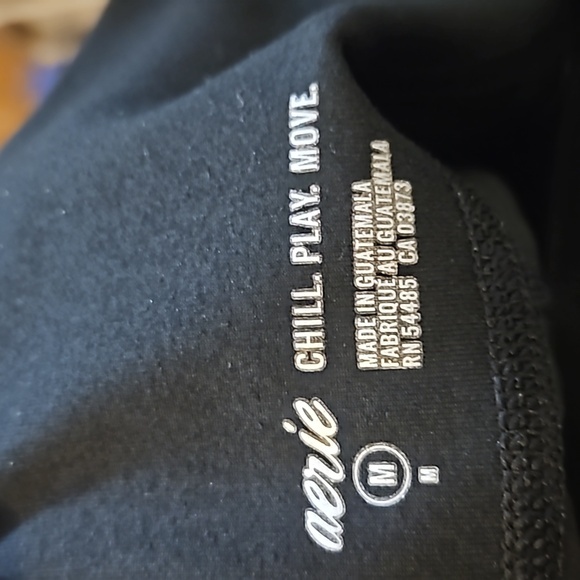 aerie CHILL. PLAY. MOVE.
M
M
MADE IN GUATEMALA
FABRIQUE AU GUATEMALA
RN 54485 CA 03873